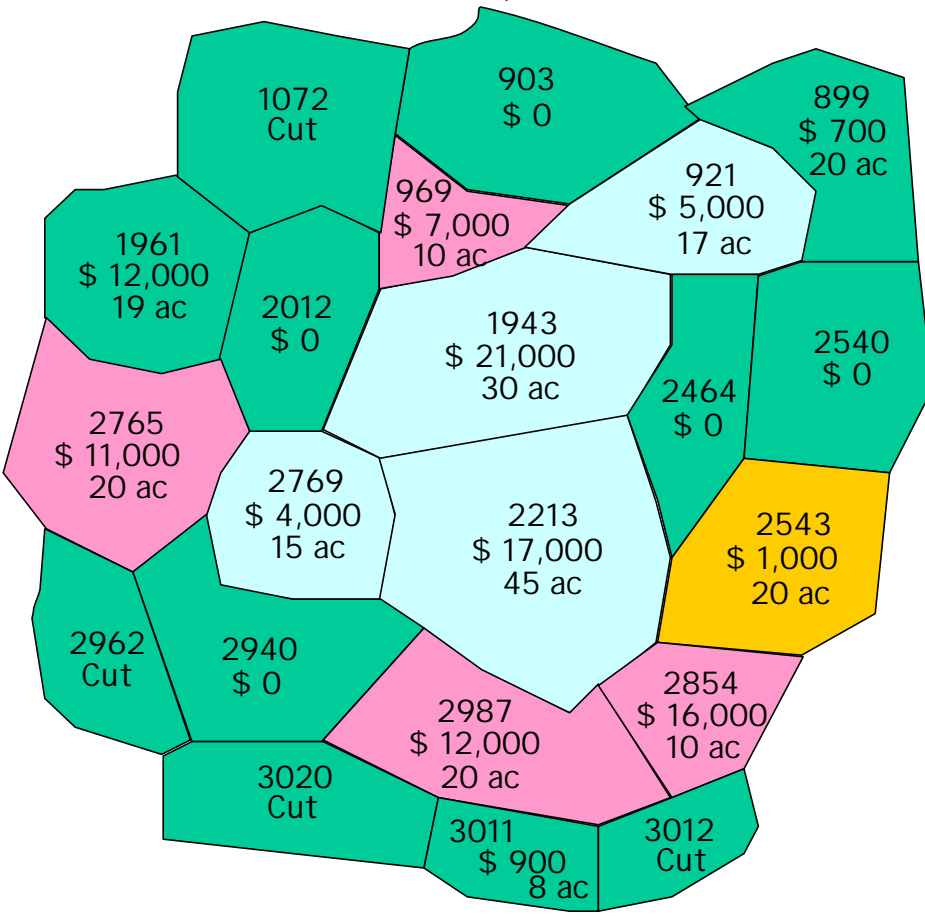 903
$ 0
1072
Cut
899
$ 700
20 ac
921
$ 5,000
17 ac
969
$ 7,000
10 ac
1961
$ 12,000
19 ac
2012
$ 0
1943
$ 21,000
30 ac
2540
$ 0
2464
$ 0
2765
$ 11,000
20 ac
2769
$ 4,000
15 ac
2213
$ 17,000
45 ac
2543
$ 1,000
20 ac
2962
Cut
2940
$ 0
2987
$ 12,000
20 ac
2854
$ 16,000
10 ac
3020
Cut
3011
$ 900
8 ac
3012
Cut